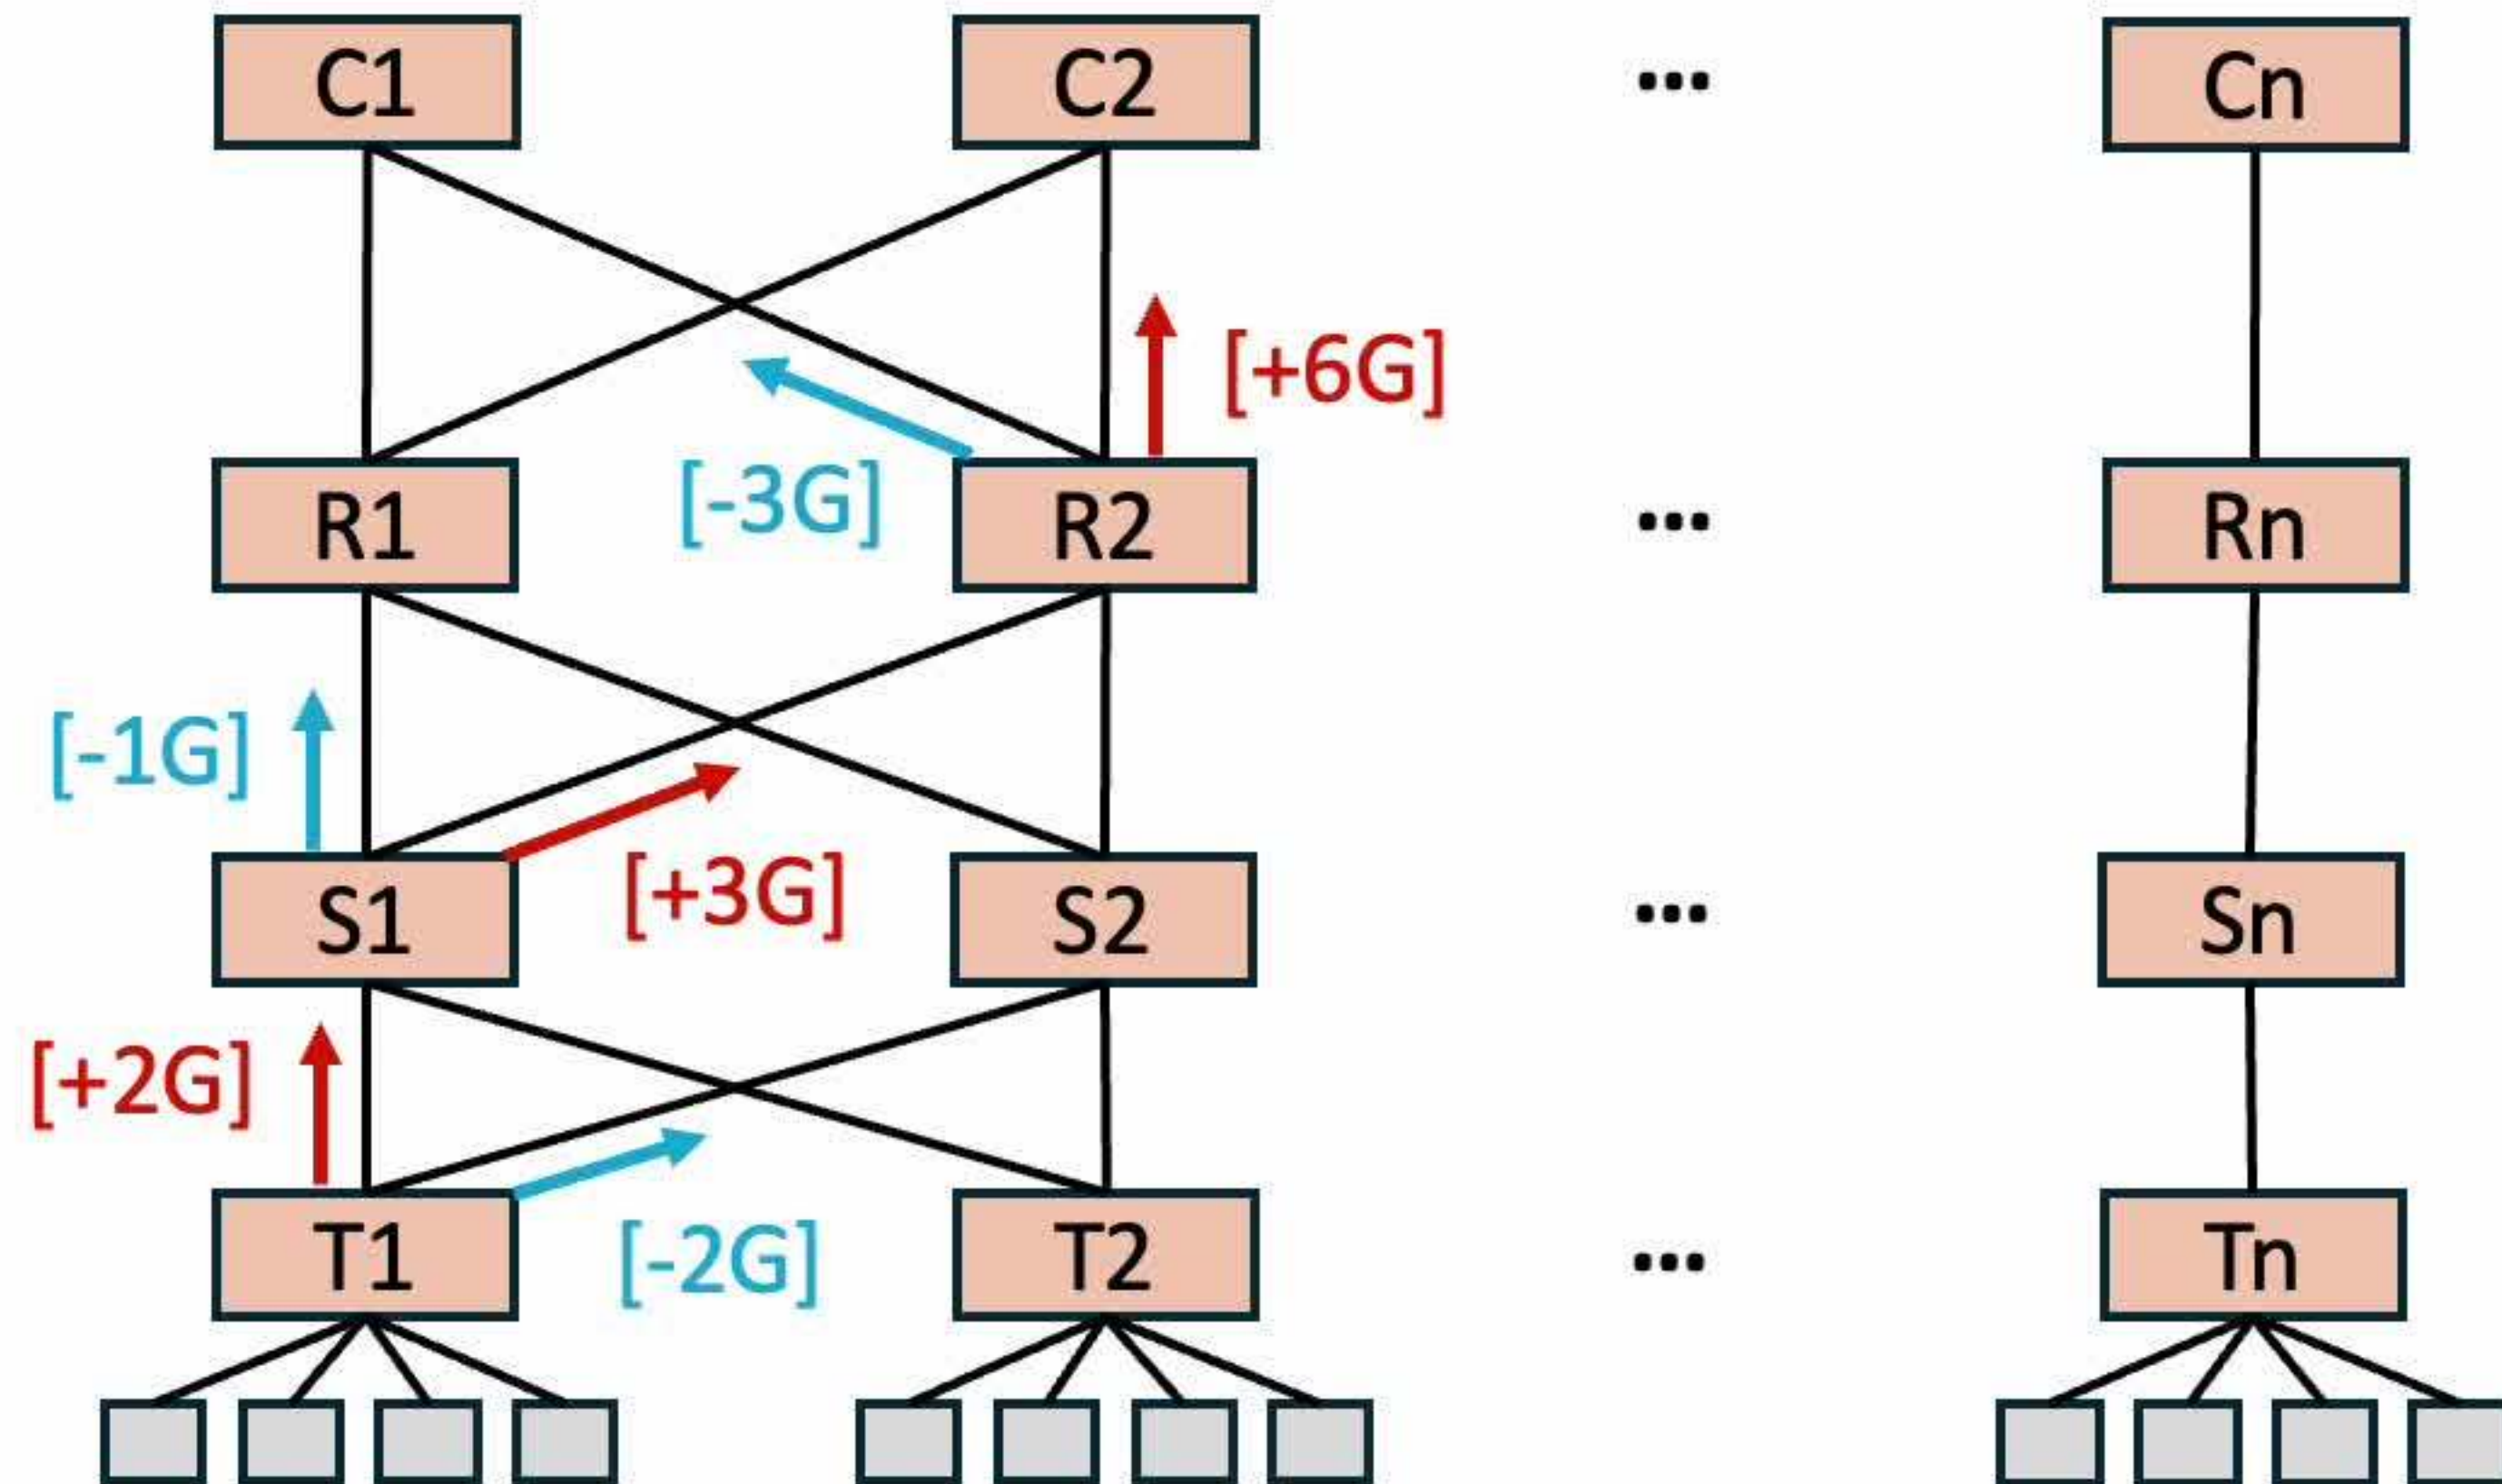 C1 C2 ... Cn
[+6G]
[-3G]
R1 R2 ... Rn
[-1G]
[+3G]
S1 S2 ... Sn
[+2G]
[-2G]
T1 T2 ... Tn